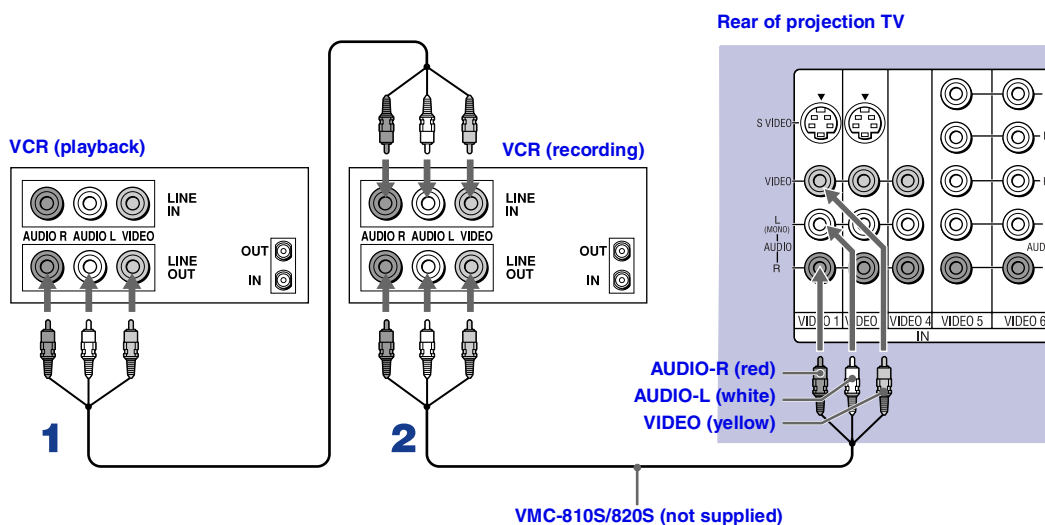 Rear of projection TV
VCR (playback)
VCR (recording)
LINE IN
AUDIO R AUDIO L VIDEO
LINE OUT
OUT
IN
LINE IN
AUDIO R AUDIO L VIDEO
LINE OUT
OUT
IN
S VIDEO
VIDEO
L
(MONO)
AUDIO
R
AUD
VIDEO 1 VIDEO VIDEO 4 VIDEO 5 VIDEO 6
IN
AUDIO-R (red)
AUDIO-L (white)
VIDEO (yellow)
1
2
VMC-810S/820S (not supplied)